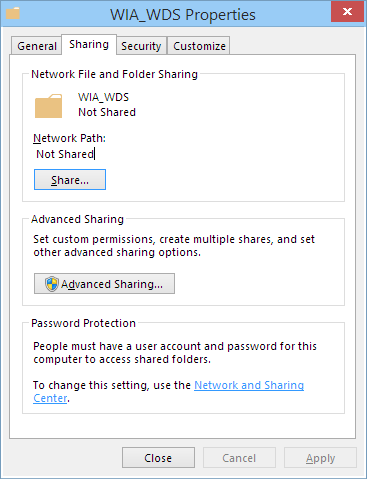 WIA_WDS Properties
General
Sharing
Security
Customize
Network File and Folder Sharing
WIA_WDS
Not Shared
Network Path:
Not Shared
Share...
Advanced Sharing
Set custom permissions, create multiple shares, and set
other advanced sharing options.
Advanced Sharing...
Password Protection
People must have a user account and password for this
computer to access shared folders.
To change this setting, use the Network and Sharing
Center.
Close
Cancel
Apply